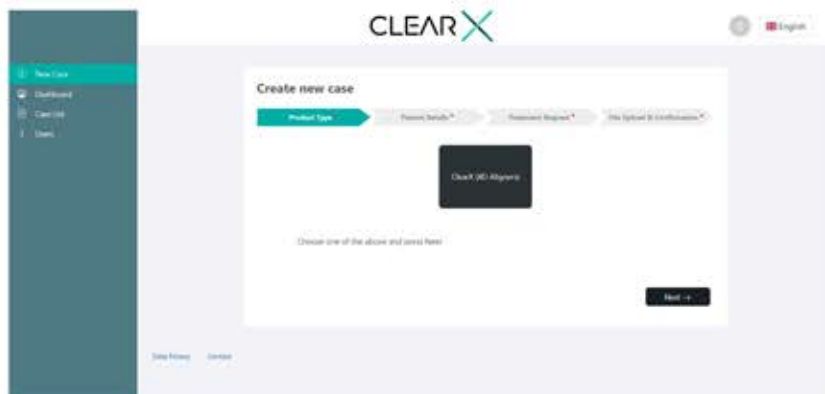 CLEAR X
English
New Case
Dashboard
Case List
Users
Create new case
Product Type
Patient Details *
Treatment Request *
File Upload & Confirmation *
ClearX (4D Aligners)
Choose one of the above and press Next!
Next →
Data Privacy
Contact